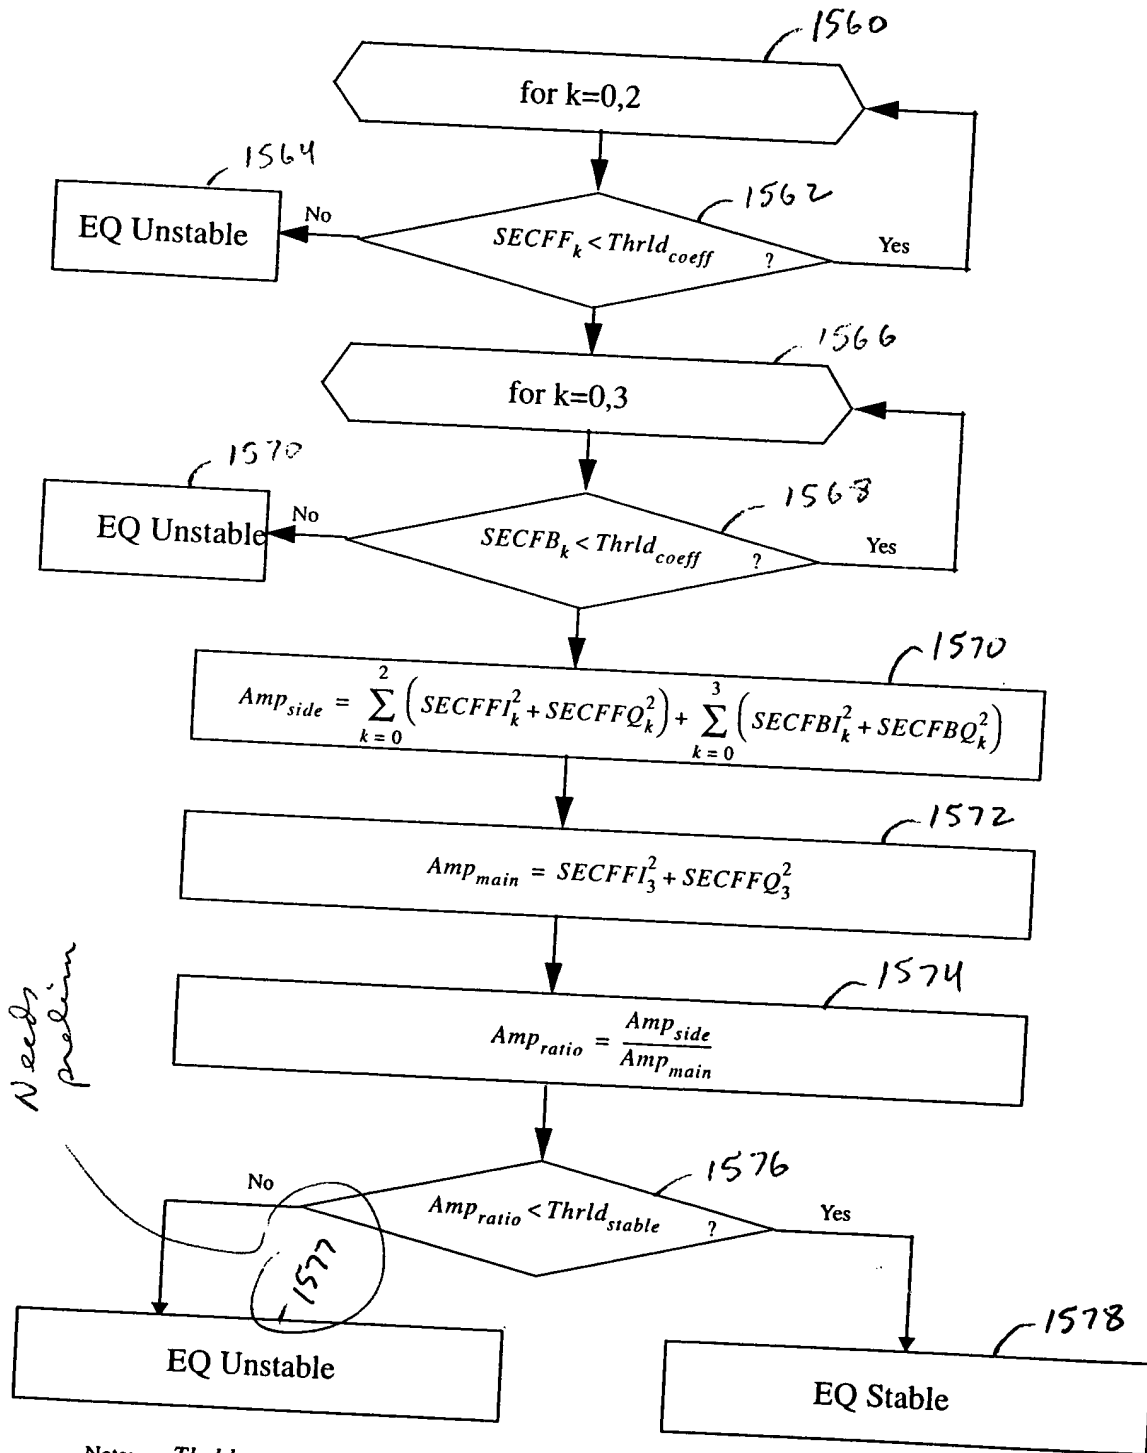 1560
for k=0,2
1564
1562
EQ Unstable
No
SECFF_k < Thrld_coeff ?
Yes
1566
for k=0,3
1570
1568
EQ Unstable
No
SECFB_k < Thrld_coeff ?
Yes
1570
Amp_side = \sum_{k=0}^{2} (SECFFI_k^2 + SECFFQ_k^2) + \sum_{k=0}^{3} (SECFBI_k^2 + SECFBQ_k^2)
1572
Amp_main = SECFFI_3^2 + SECFFQ_3^2
1574
Amp_ratio = Amp_side / Amp_main
Needs
prelim
1576
No
Amp_ratio < Thrld_stable ?
Yes
1577
1578
EQ Unstable
EQ Stable